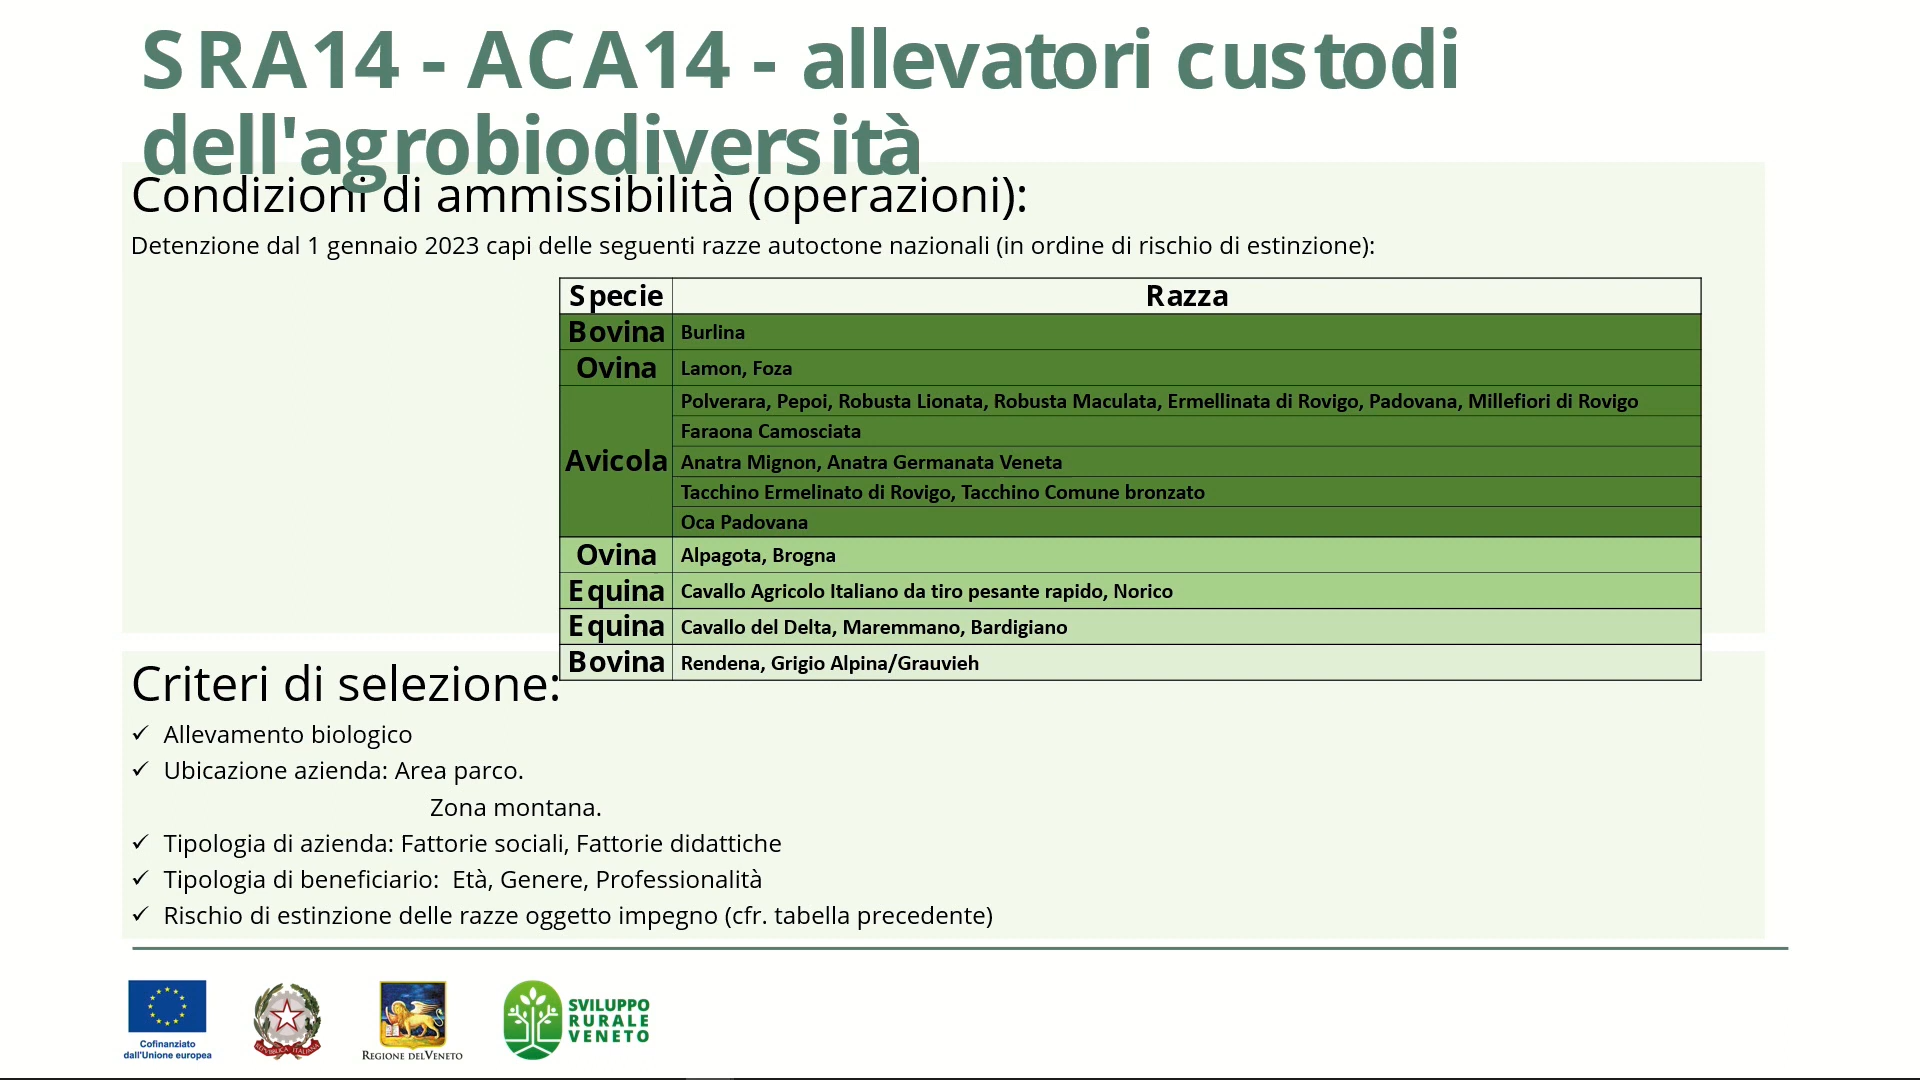 SRA14 - ACA14 - allevatori custodi
dell'agrobiodiversità
Condizioni di ammissibilità (operazioni):
Detenzione dal 1 gennaio 2023 capi delle seguenti razze autoctone nazionali (in ordine di rischio di estinzione):
Specie Razza
Bovina Burlina
Ovina Lamon, Foza
Avicola Polverara, Pepoi, Robusta Lionata, Robusta Maculata, Ermellinata di Rovigo, Padovana, Millefiori di Rovigo
Faraona Camosciata
Anatra Mignon, Anatra Germanata Veneta
Tacchino Ermelinato di Rovigo, Tacchino Comune bronzato
Oca Padovana
Ovina Alpagota, Brogna
Equina Cavallo Agricolo Italiano da tiro pesante rapido, Norico
Equina Cavallo del Delta, Maremmano, Bardigiano
Bovina Rendena, Grigio Alpina/Grauvieh
Criteri di selezione:
✓ Allevamento biologico
✓ Ubicazione azienda: Area parco.
Zona montana.
✓ Tipologia di azienda: Fattorie sociali, Fattorie didattiche
✓ Tipologia di beneficiario: Età, Genere, Professionalità
✓ Rischio di estinzione delle razze oggetto impegno (cfr. tabella precedente)
Cofinanziato
dall'Unione europea
REPVBBLICA ITALIANA
REGIONE DEL VENETO
SVILUPPO
RURALE
VENETO